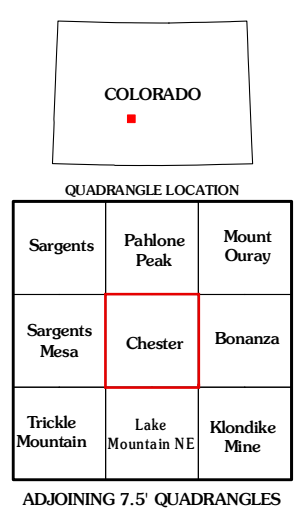 COLORADO
QUADRANGLE LOCATION
Sargents
Pahlone
Peak
Mount
Ouray
Sargents
Mesa
Chester
Bonanza
Trickle
Mountain
Lake
Mountain NE
Klondike
Mine
ADJOINING 7.5' QUADRANGLES